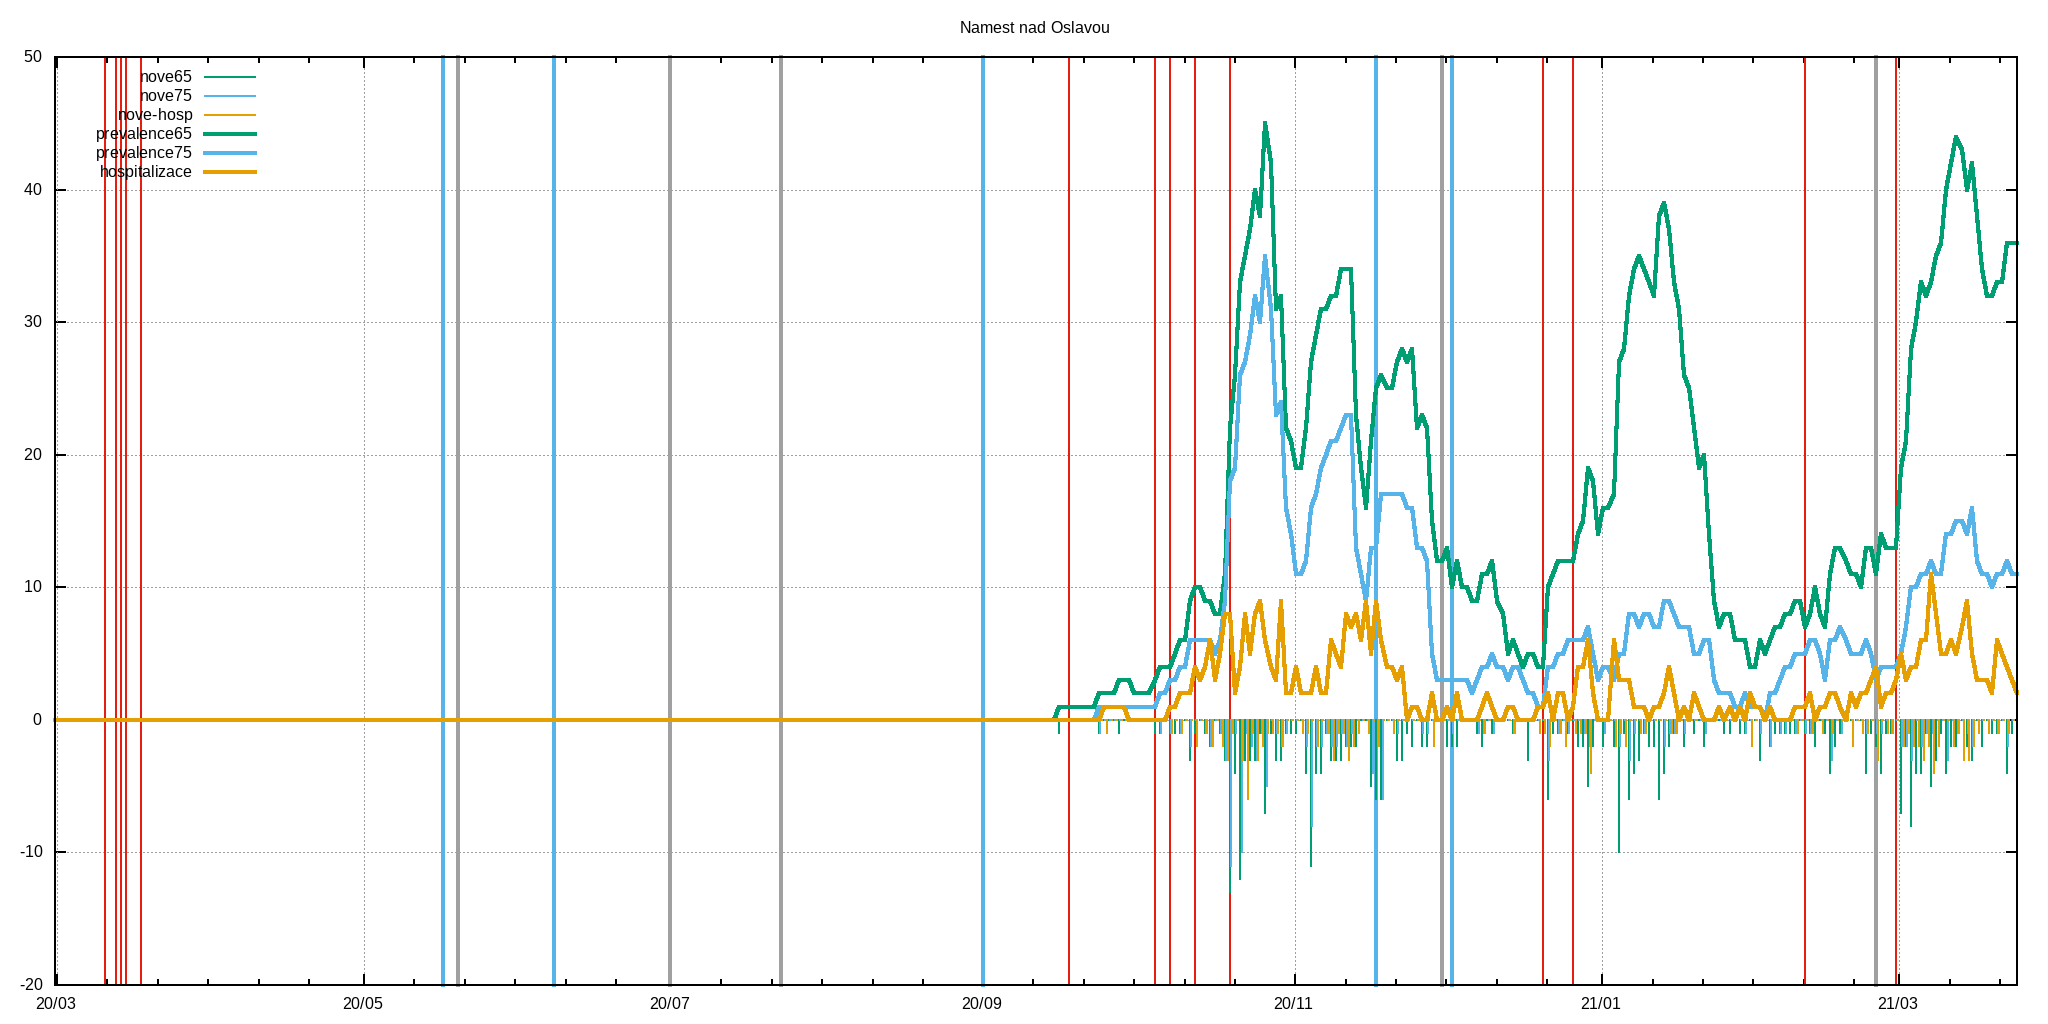 Namest nad Oslavou
50
nove65
nove75
nove-hosp
prevalence65
prevalence75
hospitalizace
40
30
20
10
0
-10
-20
20/03 20/05 20/07 20/09 20/11 21/01 21/03